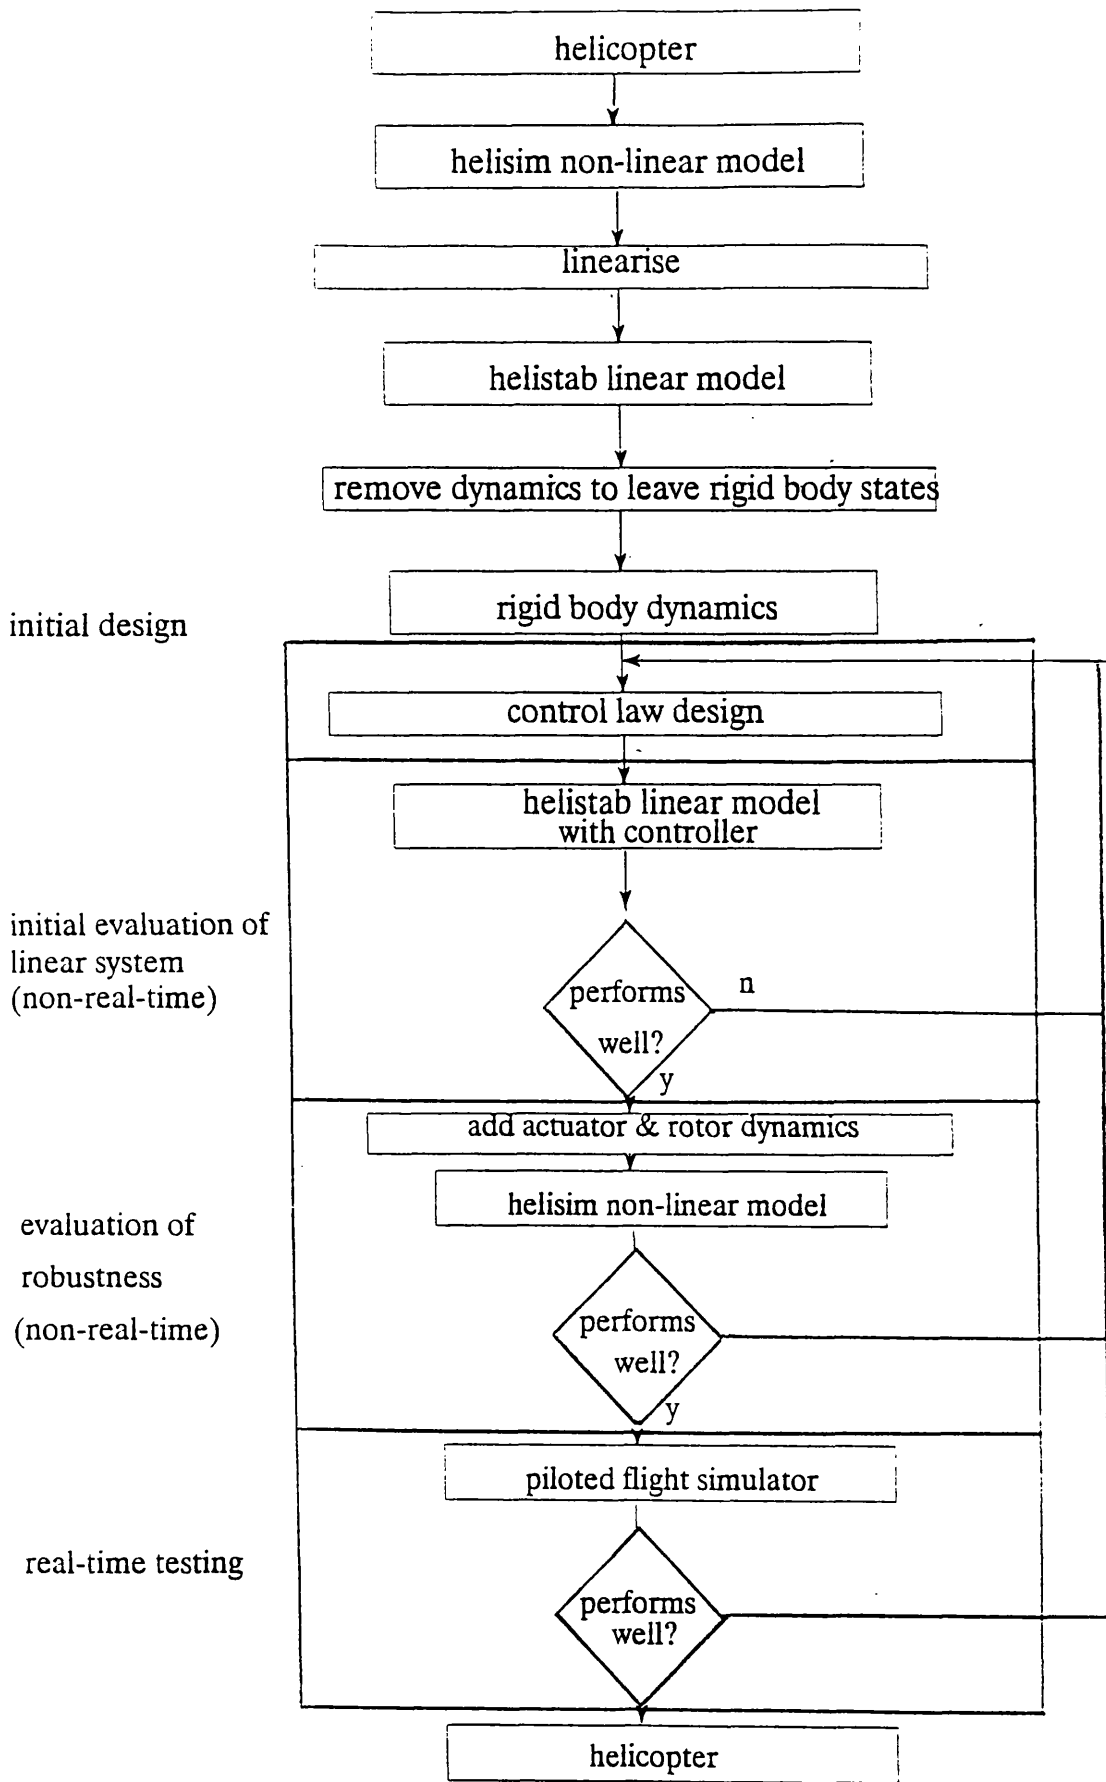 helicopter
helisim non-linear model
linearise
helistab linear model
remove dynamics to leave rigid body states
rigid body dynamics
initial design
control law design
helistab linear model
with controller
initial evaluation of
linear system
(non-real-time)
performs
well?
n
y
add actuator & rotor dynamics
helisim non-linear model
evaluation of
robustness
(non-real-time)
performs
well?
y
piloted flight simulator
real-time testing
performs
well?
helicopter